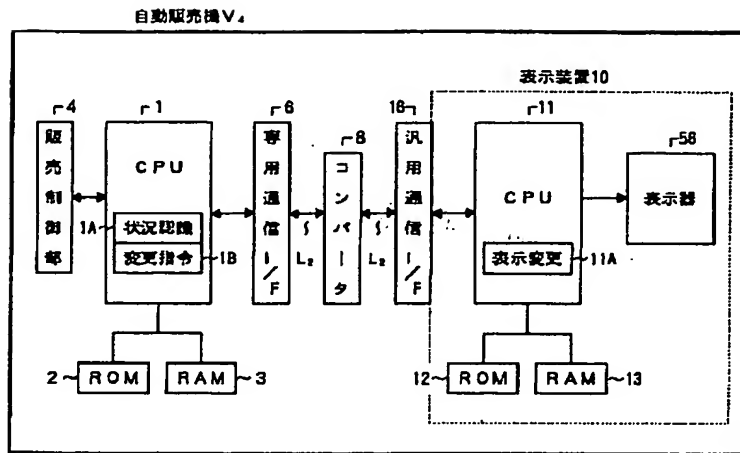 自動販売機V₄
表示装置10
4
1
6
8
16
11
56
販売制御部
CPU
専用通信I/F
コンバータ
汎用通信I/F
CPU
表示器
1A
状況認識
変更指令
1B
L₂
L₂
表示変更
11A
2
ROM
RAM
3
12
ROM
RAM
13